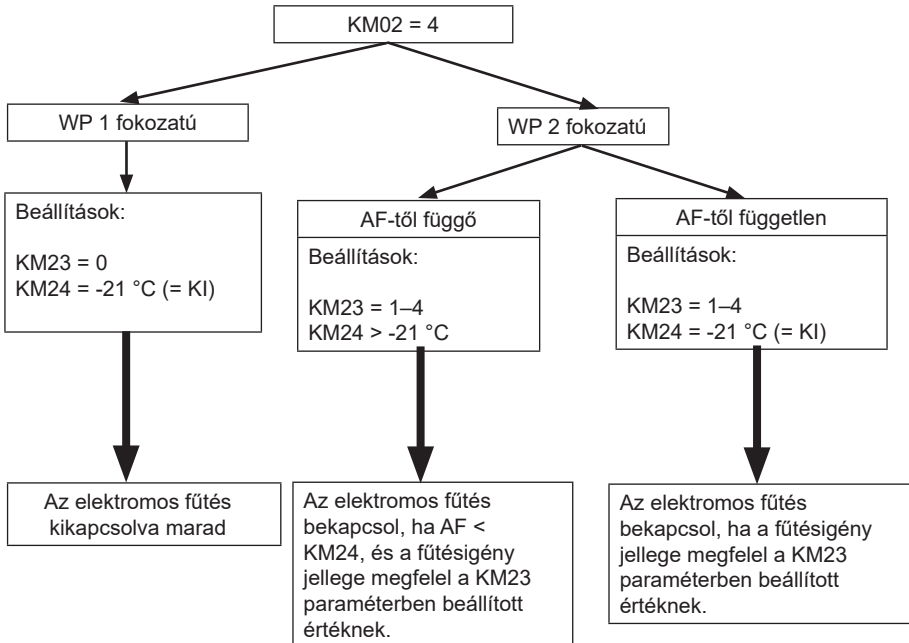 KM02 = 4
WP 1 fokozatú
WP 2 fokozatú
Beállítások:
KM23 = 0
KM24 = -21 °C (= KI)
AF-től függő
Beállítások:
KM23 = 1–4
KM24 > -21 °C
AF-től független
Beállítások:
KM23 = 1–4
KM24 = -21 °C (= KI)
Az elektromos fűtés
kikapcsolva marad
Az elektromos fűtés
bekapcsol, ha AF <
KM24, és a fűtésigény
jellege megfelel a KM23
paraméterben beállított
értéknek.
Az elektromos fűtés
bekapcsol, ha a fűtésigény
jellege megfelel a KM23
paraméterben beállított
értéknek.